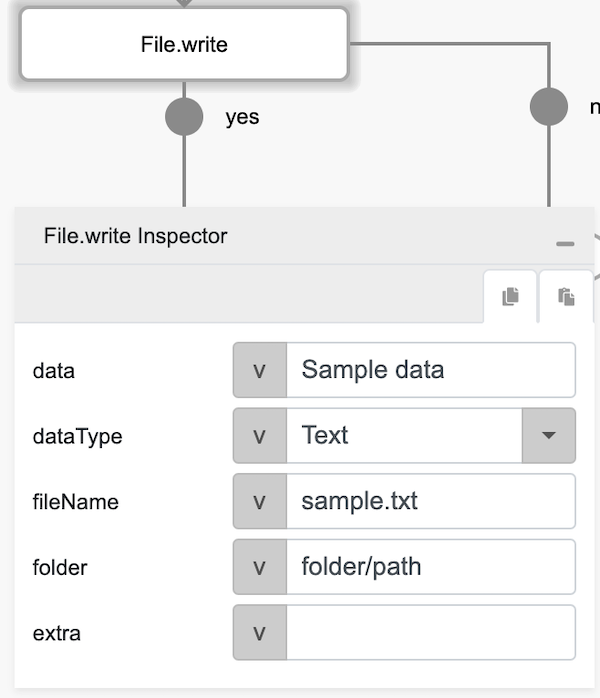 File.write
yes
n
File.write Inspector
data v Sample data
dataType v Text
fileName v sample.txt
folder v folder/path
extra v